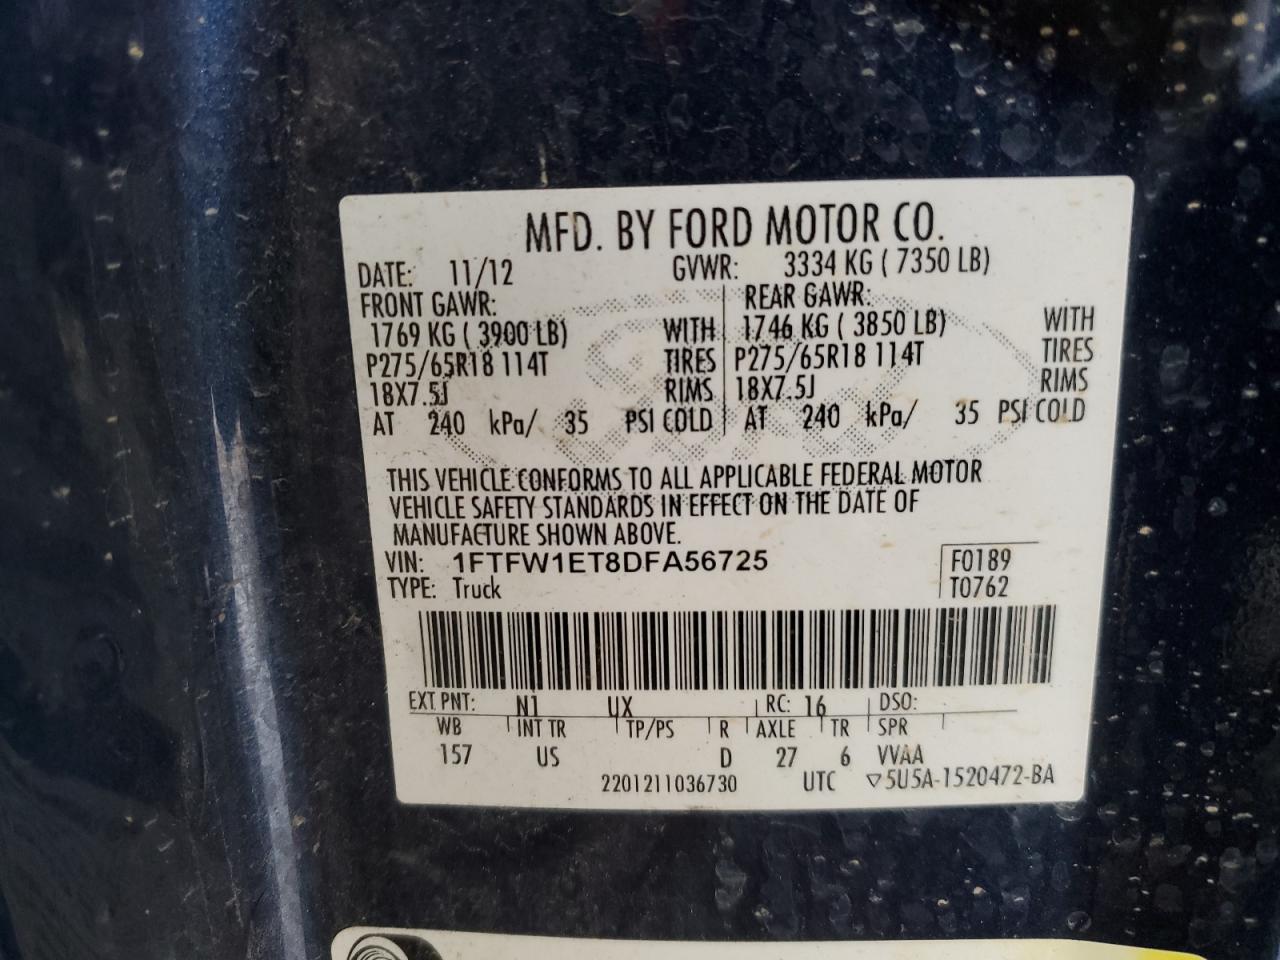 MFD. BY FORD MOTOR CO.
DATE: 11/12 GVWR: 3334 KG ( 7350 LB)
FRONT GAWR: REAR GAWR:
1769 KG ( 3900 LB) WITH 1746 KG ( 3850 LB) WITH
P275/65R18 114T TIRES P275/65R18 114T TIRES
18X7.5J RIMS 18X7.5J RIMS
AT 240 kPa/ 35 PSI COLD AT 240 kPa/ 35 PSI COLD
THIS VEHICLE CONFORMS TO ALL APPLICABLE FEDERAL MOTOR
VEHICLE SAFETY STANDARDS IN EFFECT ON THE DATE OF
MANUFACTURE SHOWN ABOVE.
VIN: 1FTFW1ET8DFA56725 F0189
TYPE: Truck T0762
EXT PNT: N1 UX RC: 16 DSO:
WB INT TR TP/PS R AXLE TR SPR
157 US D 27 6 VVAA
2201211036730 UTC ▽5U5A-1520472-BA